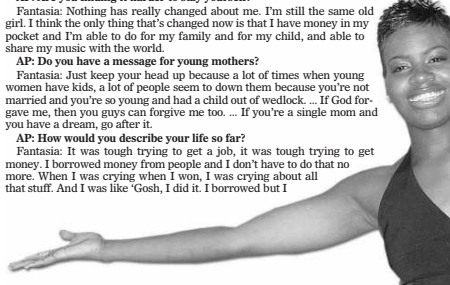 Fantasia: Nothing has really changed about me. I'm still the same old
girl. I think the only thing that's changed now is that I have money in my
pocket and I'm able to do for my family and for my child, and able to
share my music with the world.
AP: Do you have a message for young mothers?
Fantasia: Just keep your head up because a lot of times when young
women have kids, a lot of people seem to down them because you're not
married and you're so young and had a child out of wedlock. ... If God for-
gave me, then you guys can forgive me too. ... If you're a single mom and
you have a dream, go after it.
AP: How would you describe your life so far?
Fantasia: It was tough trying to get a job, it was tough trying to get
money. I borrowed money from people and I don't have to do that no
more. When I was crying when I won, I was crying about all
that stuff. And I was like 'Gosh, I did it. I borrowed but I